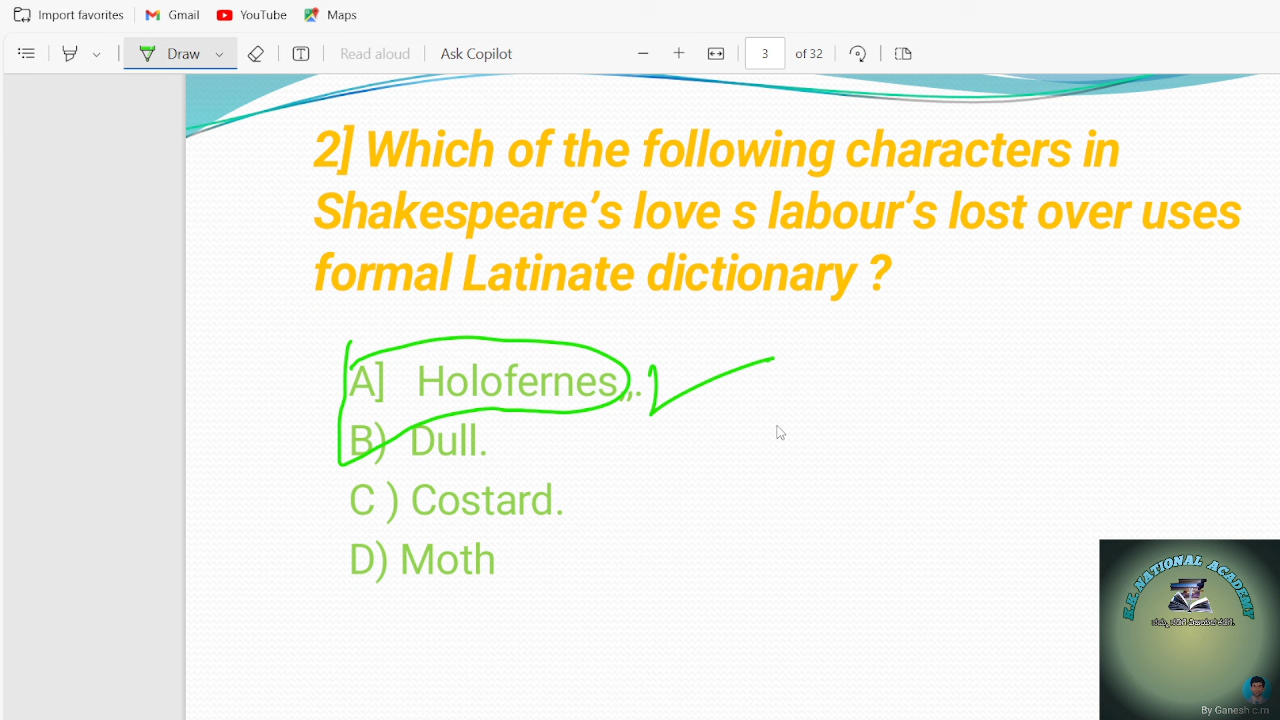 Import favorites Gmail YouTube Maps
Draw Read aloud Ask Copilot 3 of 32
2] Which of the following characters in
Shakespeare’s love s labour’s lost over uses
formal Latinate dictionary ?
A] Holofernes,.
B) Dull.
C ) Costard.
D) Moth
K.K. NATIONAL ACADEMY
By Ganesh c.m